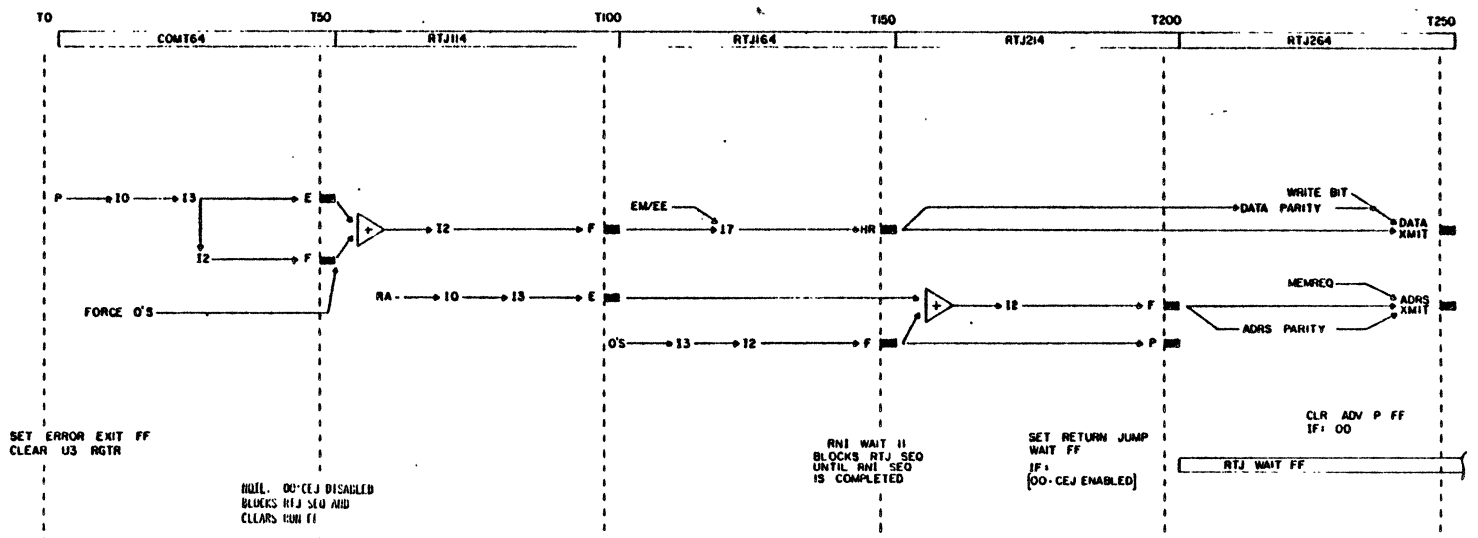 T0 T50 T100 T150 T200 T250
COMT64 RTJ114 RTJ164 RTJ214 RTJ264
WRITE BIT
P I0 I3 E EM/EE DATA PARITY
+ I2 F I7 HR DATA
XMIT
I2 F
MEMREQ
RA I0 I3 E + I2 F ADRS
XMIT
FORCE 0'S
ADRS PARITY
0'S I3 I2 F P
CLR ADV P FF
IF: 00
SET ERROR EXIT FF
CLEAR U3 RGTR
RNI WAIT II
BLOCKS RTJ SEQ
UNTIL RNI SEQ
IS COMPLETED
SET RETURN JUMP
WAIT FF
IF:
[00·CEJ ENABLED]
RTJ WAIT FF
NOTE. 00·CEJ DISABLED
BLOCKS RTJ SEQ AND
CLEARS RUN FF